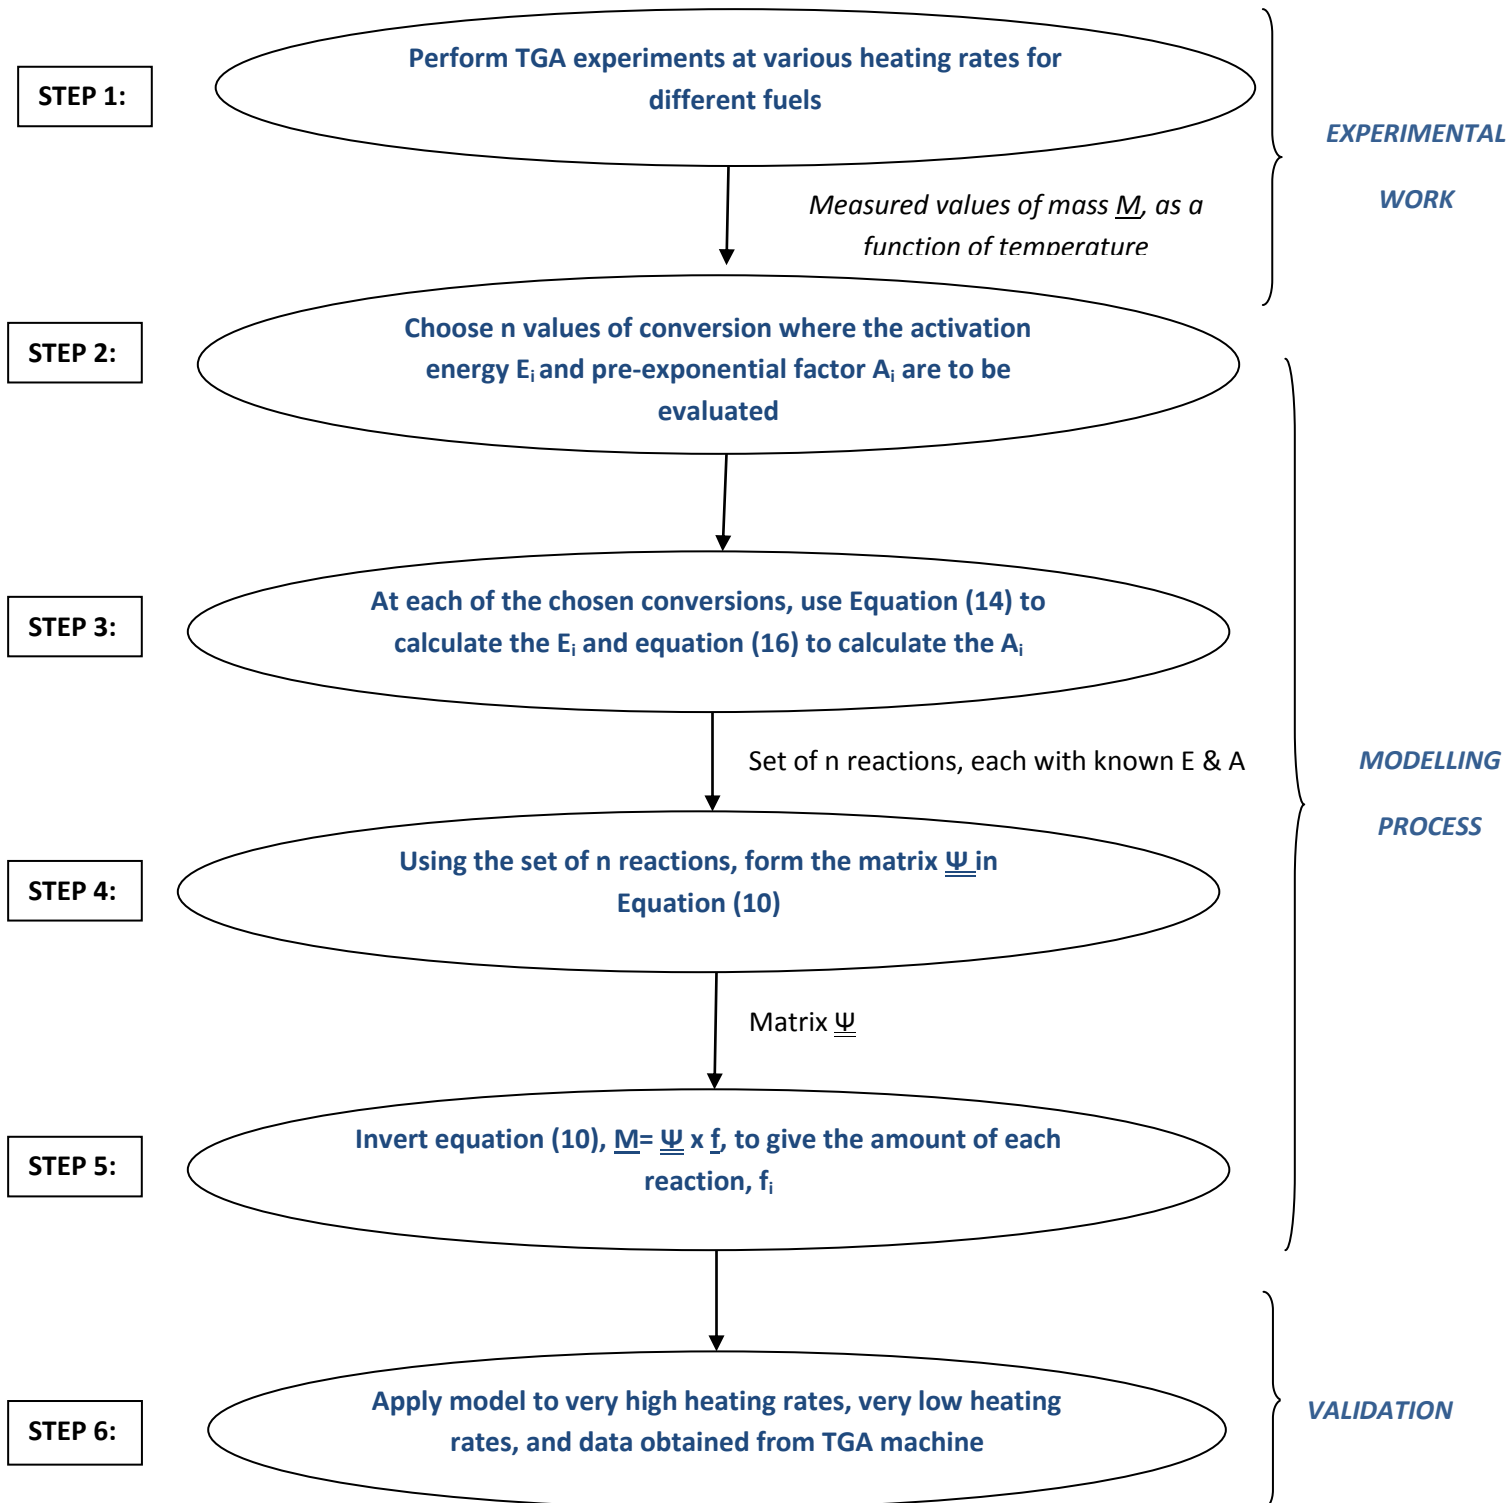 STEP 1:
Perform TGA experiments at various heating rates for
different fuels
EXPERIMENTAL
WORK
Measured values of mass M, as a
function of temperature
STEP 2:
Choose n values of conversion where the activation
energy Ei and pre-exponential factor Ai are to be
evaluated
STEP 3:
At each of the chosen conversions, use Equation (14) to
calculate the Ei and equation (16) to calculate the Ai
Set of n reactions, each with known E & A
MODELLING
PROCESS
STEP 4:
Using the set of n reactions, form the matrix Ψ in
Equation (10)
Matrix Ψ
STEP 5:
Invert equation (10), M= Ψ x f, to give the amount of each
reaction, fi
STEP 6:
Apply model to very high heating rates, very low heating
rates, and data obtained from TGA machine
VALIDATION